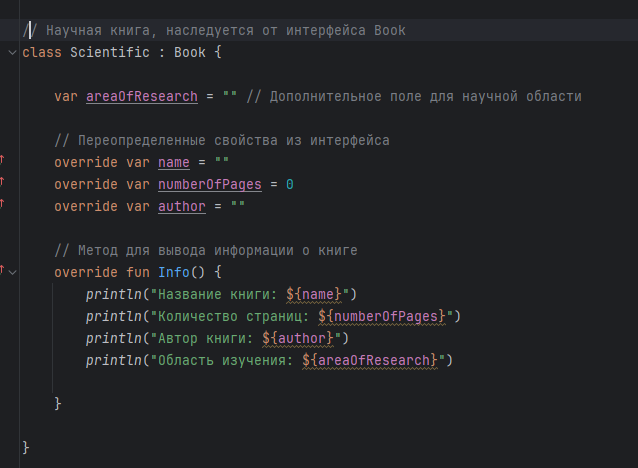 // Научная книга, наследуется от интерфейса Book
class Scientific : Book {
var areaOfResearch = "" // Дополнительное поле для научной области
// Переопределенные свойства из интерфейса
override var name = ""
override var numberOfPages = 0
override var author = ""
// Метод для вывода информации о книге
override fun Info() {
println("Название книги: ${name}")
println("Количество страниц: ${numberOfPages}")
println("Автор книги: ${author}")
println("Область изучения: ${areaOfResearch}")
}
}